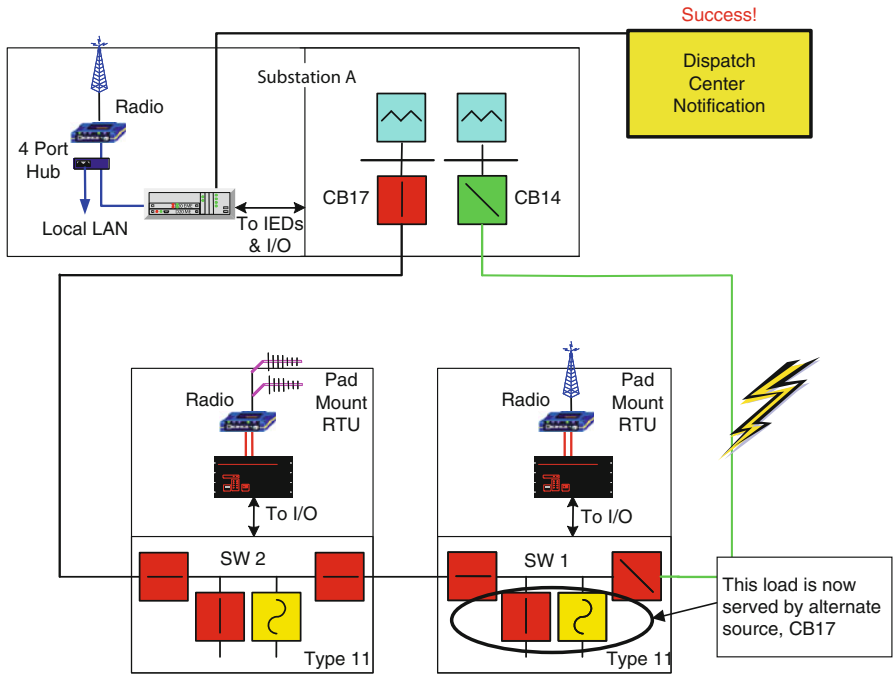 Success!
Dispatch
Center
Notification
Substation A
Radio
4 Port
Hub
Local LAN
To IEDs
& I/O
CB17
CB14
Radio
Pad
Mount
RTU
To I/O
SW 2
Type 11
Radio
Pad
Mount
RTU
To I/O
SW 1
Type 11
This load is now
served by alternate
source, CB17